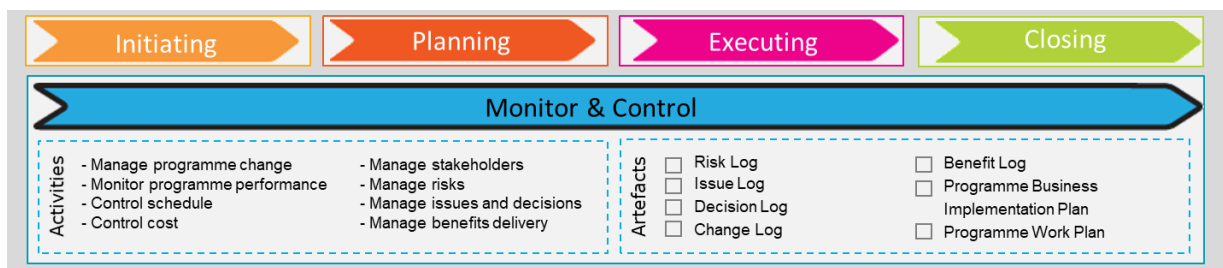 Initiating
Planning
Executing
Closing
Monitor & Control
Activities
- Manage programme change
- Monitor programme performance
- Control schedule
- Control cost
- Manage stakeholders
- Manage risks
- Manage issues and decisions
- Manage benefits delivery
Artefacts
Risk Log
Issue Log
Decision Log
Change Log
Benefit Log
Programme Business
Implementation Plan
Programme Work Plan